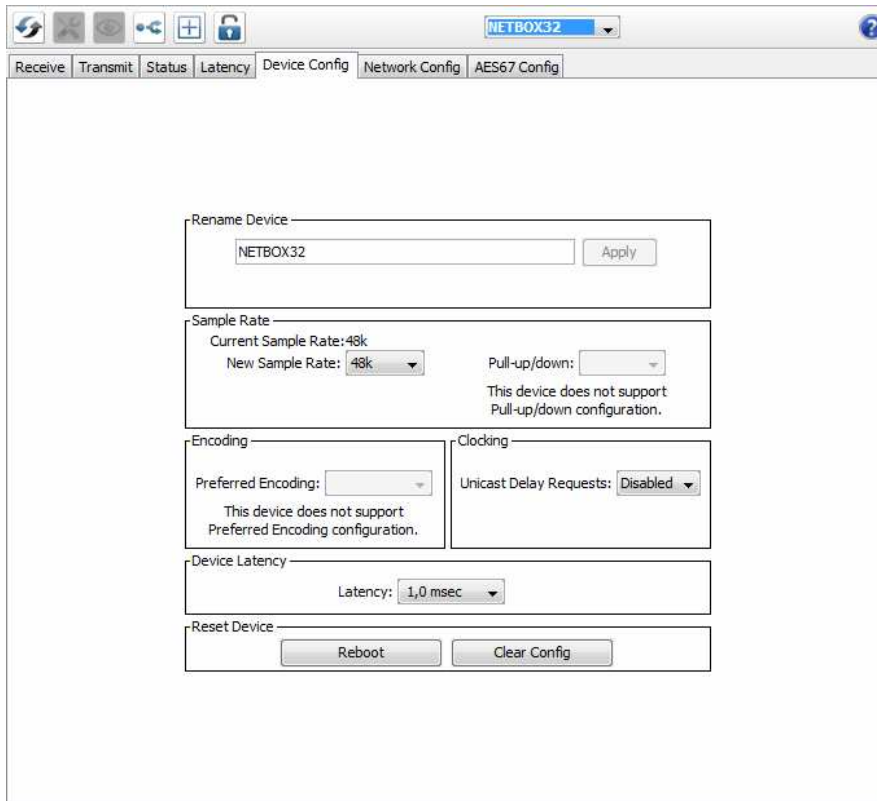 NETBOX32
?
Receive Transmit Status Latency Device Config Network Config AES67 Config
Rename Device
NETBOX32 Apply
Sample Rate
Current Sample Rate:48k
New Sample Rate: 48k Pull-up/down:
This device does not support
Pull-up/down configuration.
Encoding Clocking
Preferred Encoding: Unicast Delay Requests: Disabled
This device does not support
Preferred Encoding configuration.
Device Latency
Latency: 1,0 msec
Reset Device
Reboot Clear Config